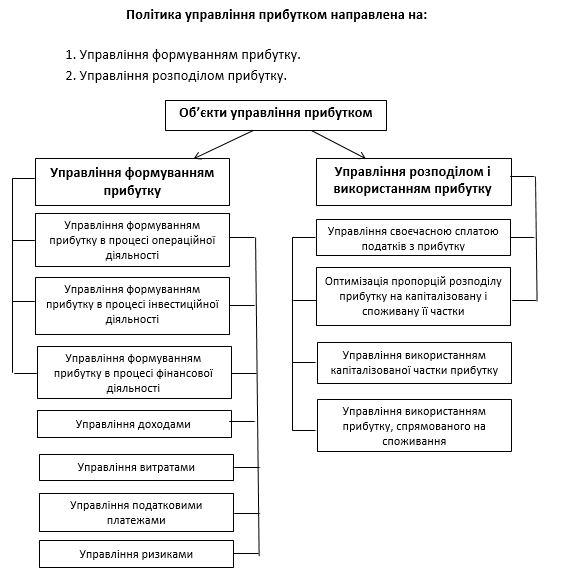 Політика управління прибутком направлена на:
1. Управління формуванням прибутку.
2. Управління розподілом прибутку.
Об’єкти управління прибутком
Управління формуванням
прибутку
Управління формуванням
прибутку в процесі операційної
діяльності
Управління формуванням
прибутку в процесі інвестиційної
діяльності
Управління формуванням
прибутку в процесі фінансової
діяльності
Управління доходами
Управління витратами
Управління податковими
платежами
Управління ризиками
Управління розподілом і
використанням прибутку
Управління своєчасною сплатою
податків з прибутку
Оптимізація пропорцій розподілу
прибутку на капіталізовану і
споживану її частки
Управління використанням
капіталізованої частки прибутку
Управління використанням
прибутку, спрямованого на
споживання